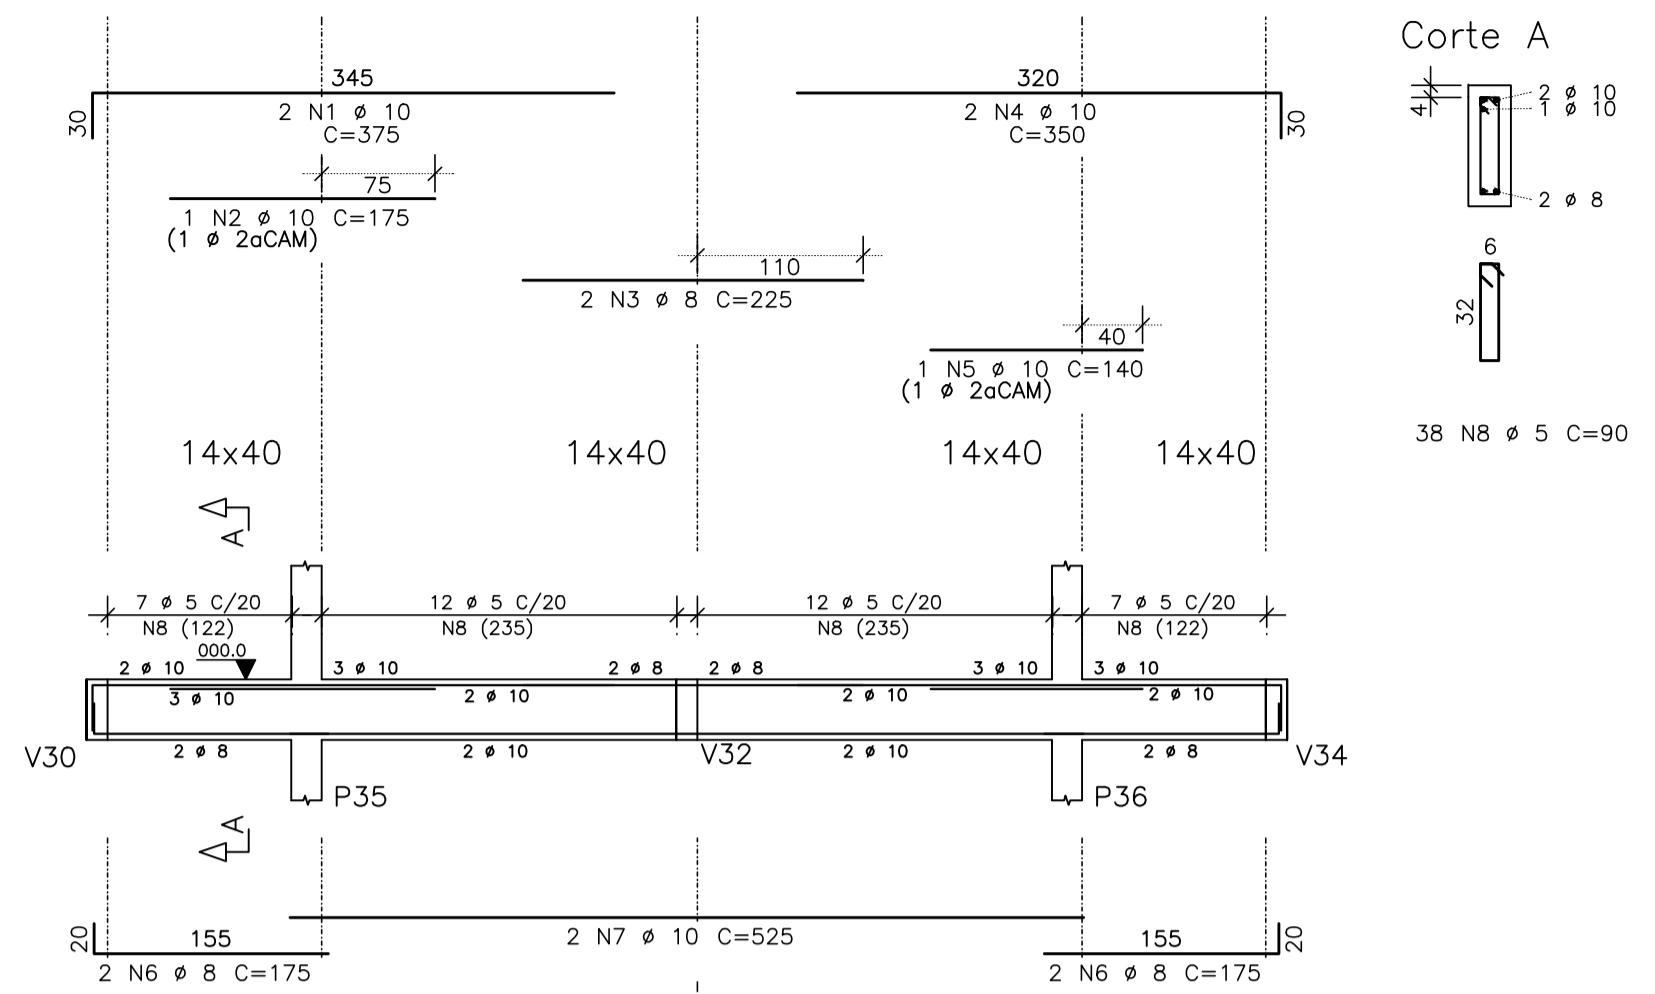 Corte A
345
2 N1 ø 10
C=375
30
320
2 N4 ø 10
C=350
30
2 ø 10
1 ø 10
4
2 ø 8
75
1 N2 ø 10 C=175
(1 ø 2aCAM)
110
2 N3 ø 8 C=225
6
32
40
1 N5 ø 10 C=140
(1 ø 2aCAM)
38 N8 ø 5 C=90
14x40
14x40
14x40
14x40
A
7 ø 5 C/20
N8 (122)
12 ø 5 C/20
N8 (235)
12 ø 5 C/20
N8 (235)
7 ø 5 C/20
N8 (122)
000.0
2 ø 10
3 ø 10
2 ø 8
2 ø 8
3 ø 10
3 ø 10
3 ø 10
2 ø 10
2 ø 10
2 ø 10
2 ø 8
2 ø 10
2 ø 10
2 ø 8
V30
V32
V34
P35
P36
A
20
155
2 N6 ø 8 C=175
2 N7 ø 10 C=525
155
20
2 N6 ø 8 C=175